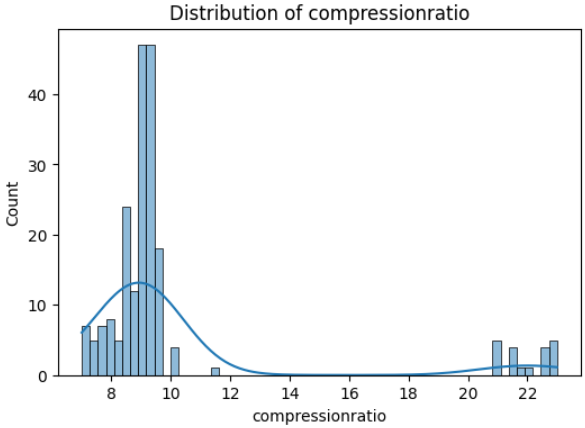 Distribution of compressionratio
Count
40
30
20
10
0
8 10 12 14 16 18 20 22
compressionratio